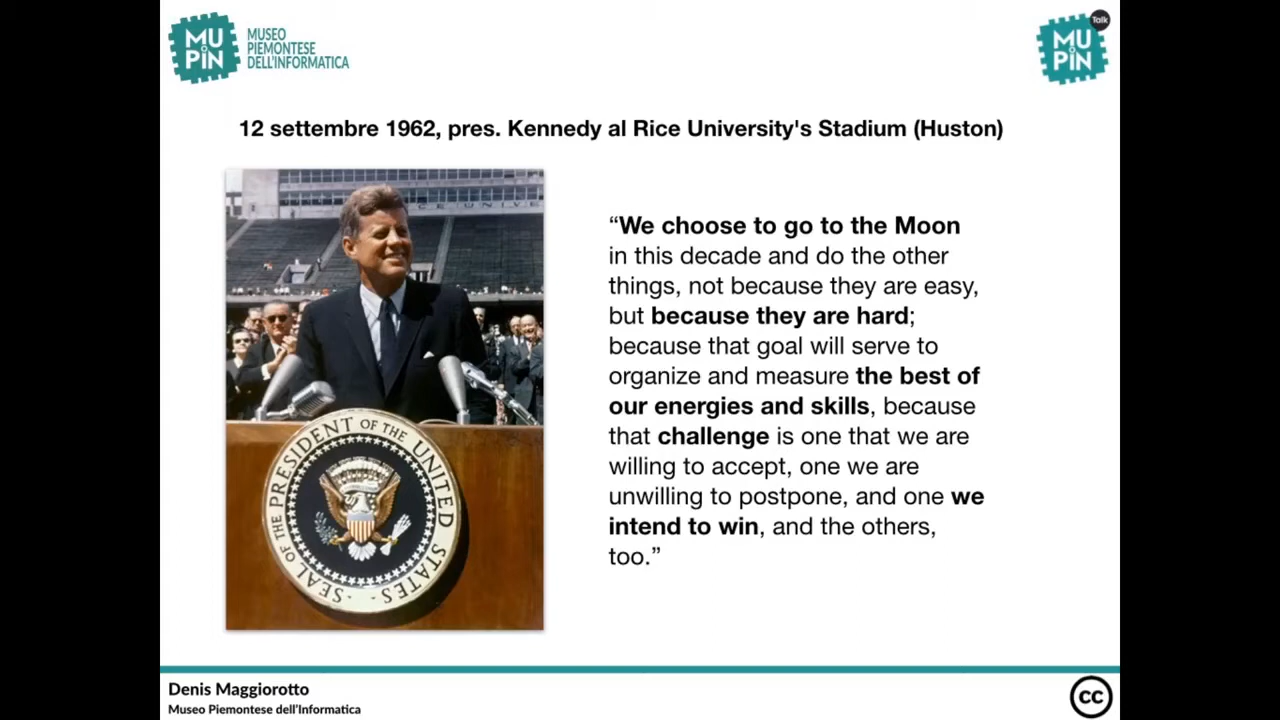 MU
PIN
MUSEO
PIEMONTESE
DELL'INFORMATICA
Talk
MU
PIN
12 settembre 1962, pres. Kennedy al Rice University's Stadium (Huston)
“We choose to go to the Moon
in this decade and do the other
things, not because they are easy,
but because they are hard;
because that goal will serve to
organize and measure the best of
our energies and skills, because
that challenge is one that we are
willing to accept, one we are
unwilling to postpone, and one we
intend to win, and the others,
too.”
SEAL OF THE PRESIDENT OF THE UNITED STATES
Denis Maggiorotto
Museo Piemontese dell'Informatica
cc